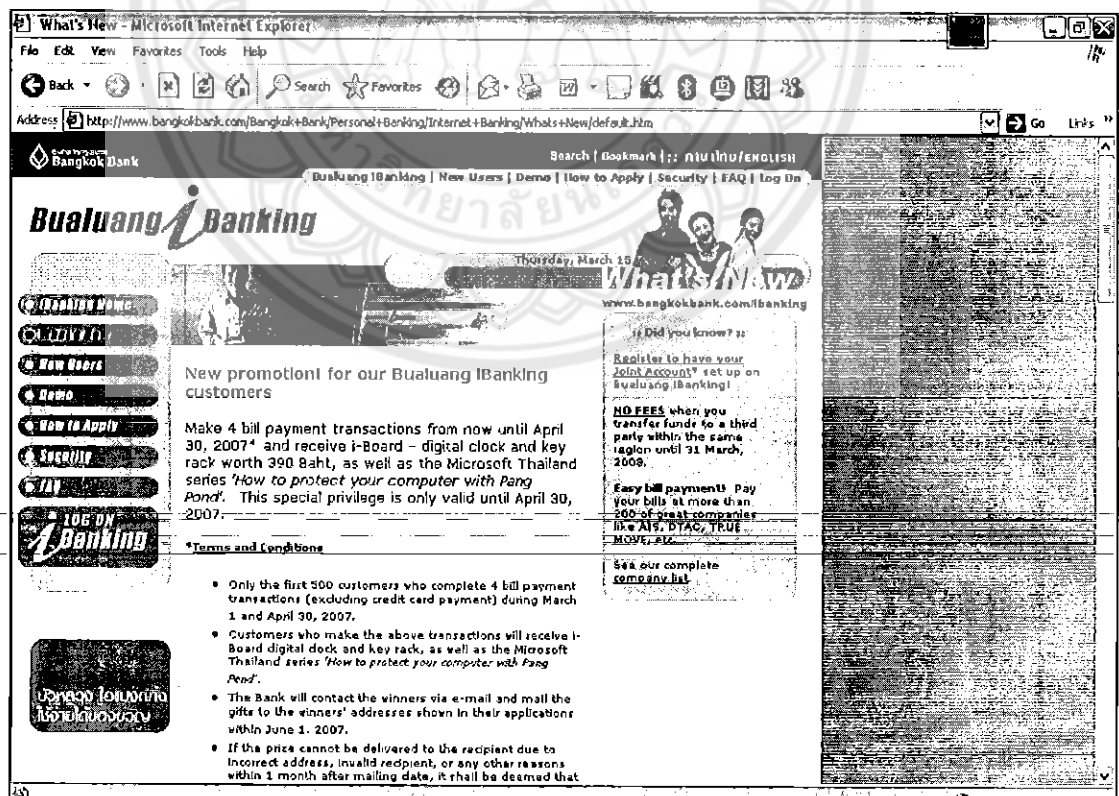 What's New - Microsoft Internet Explorer
File Edit View Favorites Tools Help
Back Search Favorites
Address http://www.bangkokbank.com/Bangkok+Bank/Personal+Banking/Internet+Banking/Whats+New/default.htm Go Links »
Bangkok Bank
Search | Bookmark | :: ENGLISH
Bualuang iBanking | New Users | Demo | How to Apply | Security | FAQ | Log On
Bualuang iBanking
Thursday, March 15
What's New
www.bangkokbank.com/ibanking
New Users
Demo
How to Apply
Security
FAQ
LOG ON
iBanking
New promotion! for our Bualuang iBanking
customers
Make 4 bill payment transactions from now until April
30, 2007* and receive i-Board – digital clock and key
rack worth 390 Baht, as well as the Microsoft Thailand
series 'How to protect your computer with Pang
Pond'. This special privilege is only valid until April 30,
2007.
*Terms and Conditions
• Only the first 500 customers who complete 4 bill payment
transactions (excluding credit card payment) during March
1 and April 30, 2007.
• Customers who make the above transactions will receive i-
Board digital clock and key rack, as well as the Microsoft
Thailand series 'How to protect your computer with Pang
Pond'.
• The Bank will contact the winners via e-mail and mail the
gifts to the winners' addresses shown in their applications
within June 1, 2007.
• If the prize cannot be delivered to the recipient due to
incorrect address, invalid recipient, or any other reasons
within 1 month after mailing date, it shall be deemed that
:: Did you know? ::
Register to have your
Joint Account* set up on
Bualuang iBanking!
NO FEES when you
transfer funds to a third
party within the same
region until 31 March,
2008.
Easy bill payment! Pay
your bills at more than
200 of great companies
like AIS, DTAC, TRUE
MOVE, etc.
See our complete
company list.